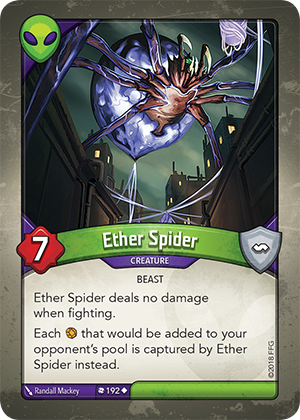 Ether Spider
CREATURE
7
BEAST
Ether Spider deals no damage
when fighting.
Each that would be added to your
opponent's pool is captured by Ether
Spider instead.
Randall Mackey
192
©2018 FFG